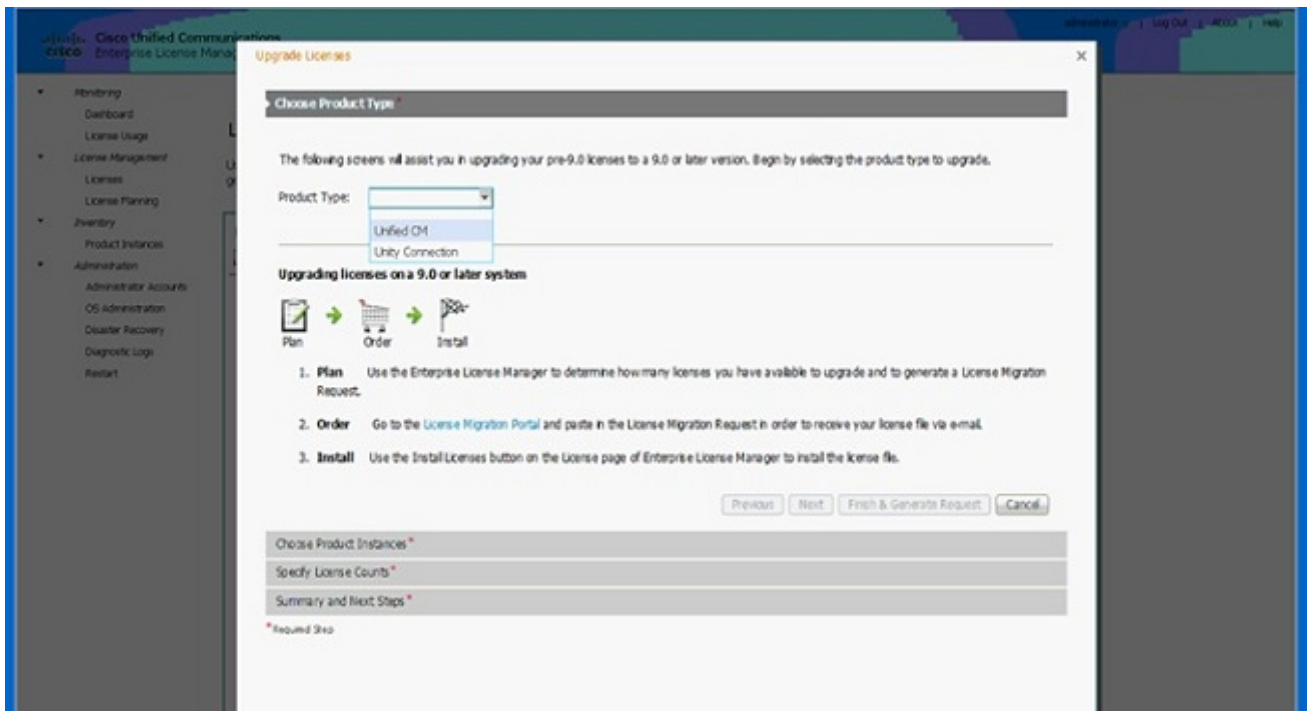 Cisco Unified Communications
cisco Enterprise License Manag
Log Out | About | Help
Monitoring
Dashboard
License Usage
License Management
Licenses
License Planning
Inventory
Product Instances
Administration
Administrator Accounts
OS Administration
Disaster Recovery
Diagnostic Logs
Restart
Upgrade Licenses
Choose Product Type *
The following screens will assist you in upgrading your pre-9.0 licenses to a 9.0 or later version. Begin by selecting the product type to upgrade.
Product Type:
Unified CM
Unity Connection
Upgrading licenses on a 9.0 or later system
Plan Order Install
1. Plan Use the Enterprise License Manager to determine how many licenses you have available to upgrade and to generate a License Migration
Request.
2. Order Go to the License Migration Portal and paste in the License Migration Request in order to receive your license file via e-mail.
3. Install Use the Install Licenses button on the License page of Enterprise License Manager to install the license file.
Previous Next Finish & Generate Request Cancel
Choose Product Instances *
Specify License Counts *
Summary and Next Steps *
* Required Step